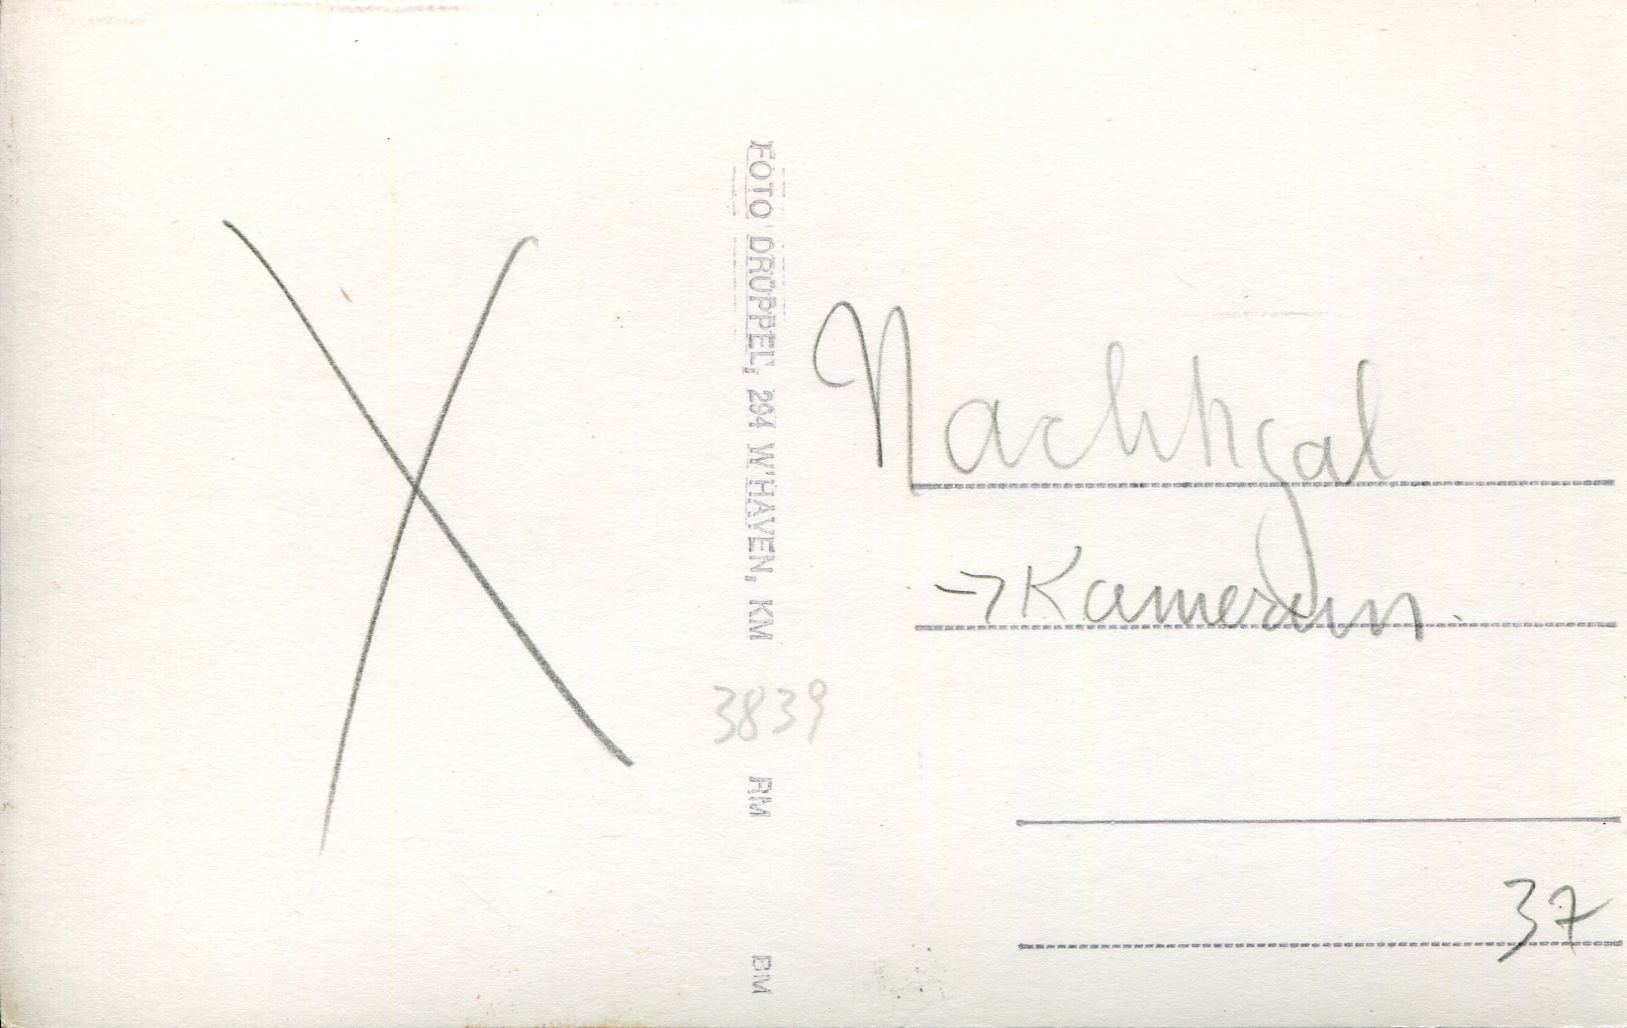 FOTO DRÜPPEL, 294 W'HAVEN, KM RM BM
3839
Nachtigal
→ Kamerun.
37